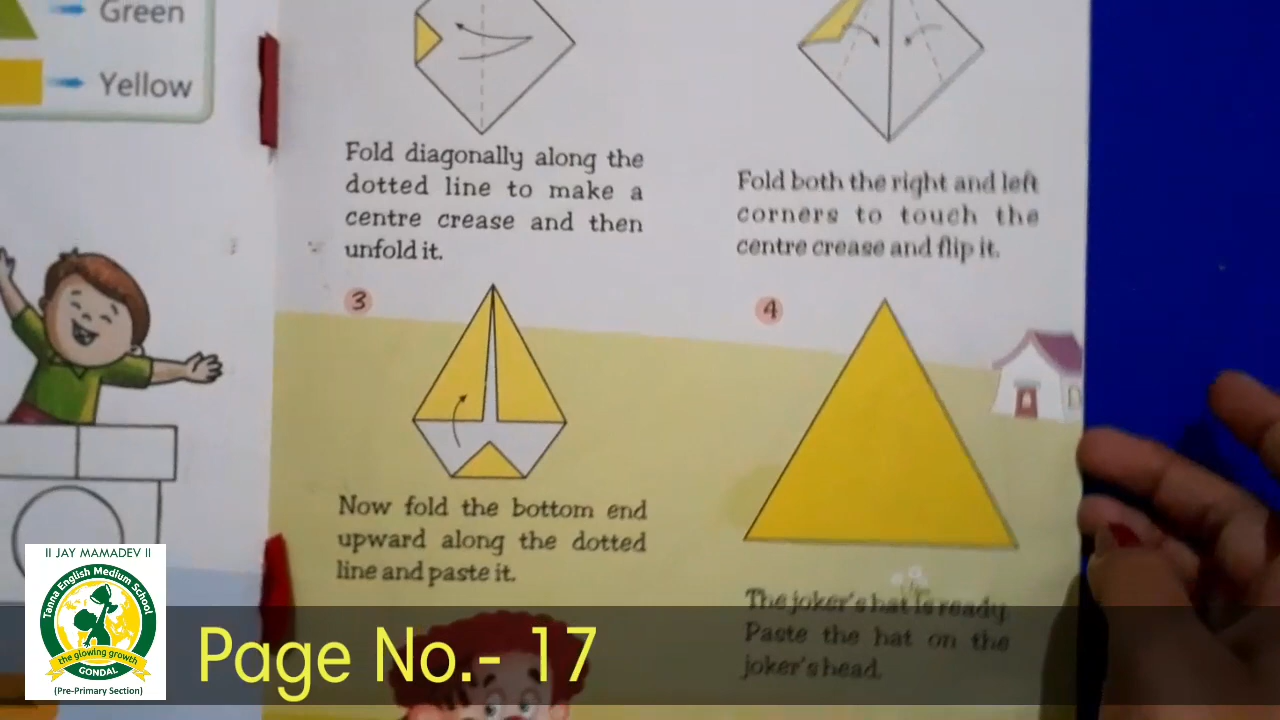 Green
Yellow
Fold diagonally along the
dotted line to make a
centre crease and then
unfold it.
Fold both the right and left
corners to touch the
centre crease and flip it.
3
4
Now fold the bottom end
upward along the dotted
line and paste it.
The joker's hat is ready.
Paste the hat on the
joker's head.
II JAY MAMADEV II
Tanna English Medium School
the glowing growth
GONDAL
(Pre-Primary Section)
Page No. - 17